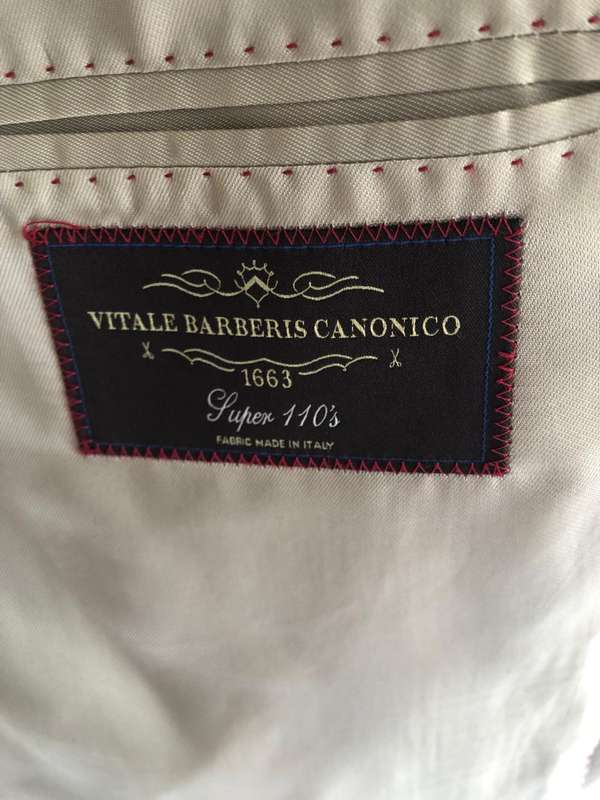 VITALE BARBERIS CANONICO
1663
Super 110's
FABRIC MADE IN ITALY